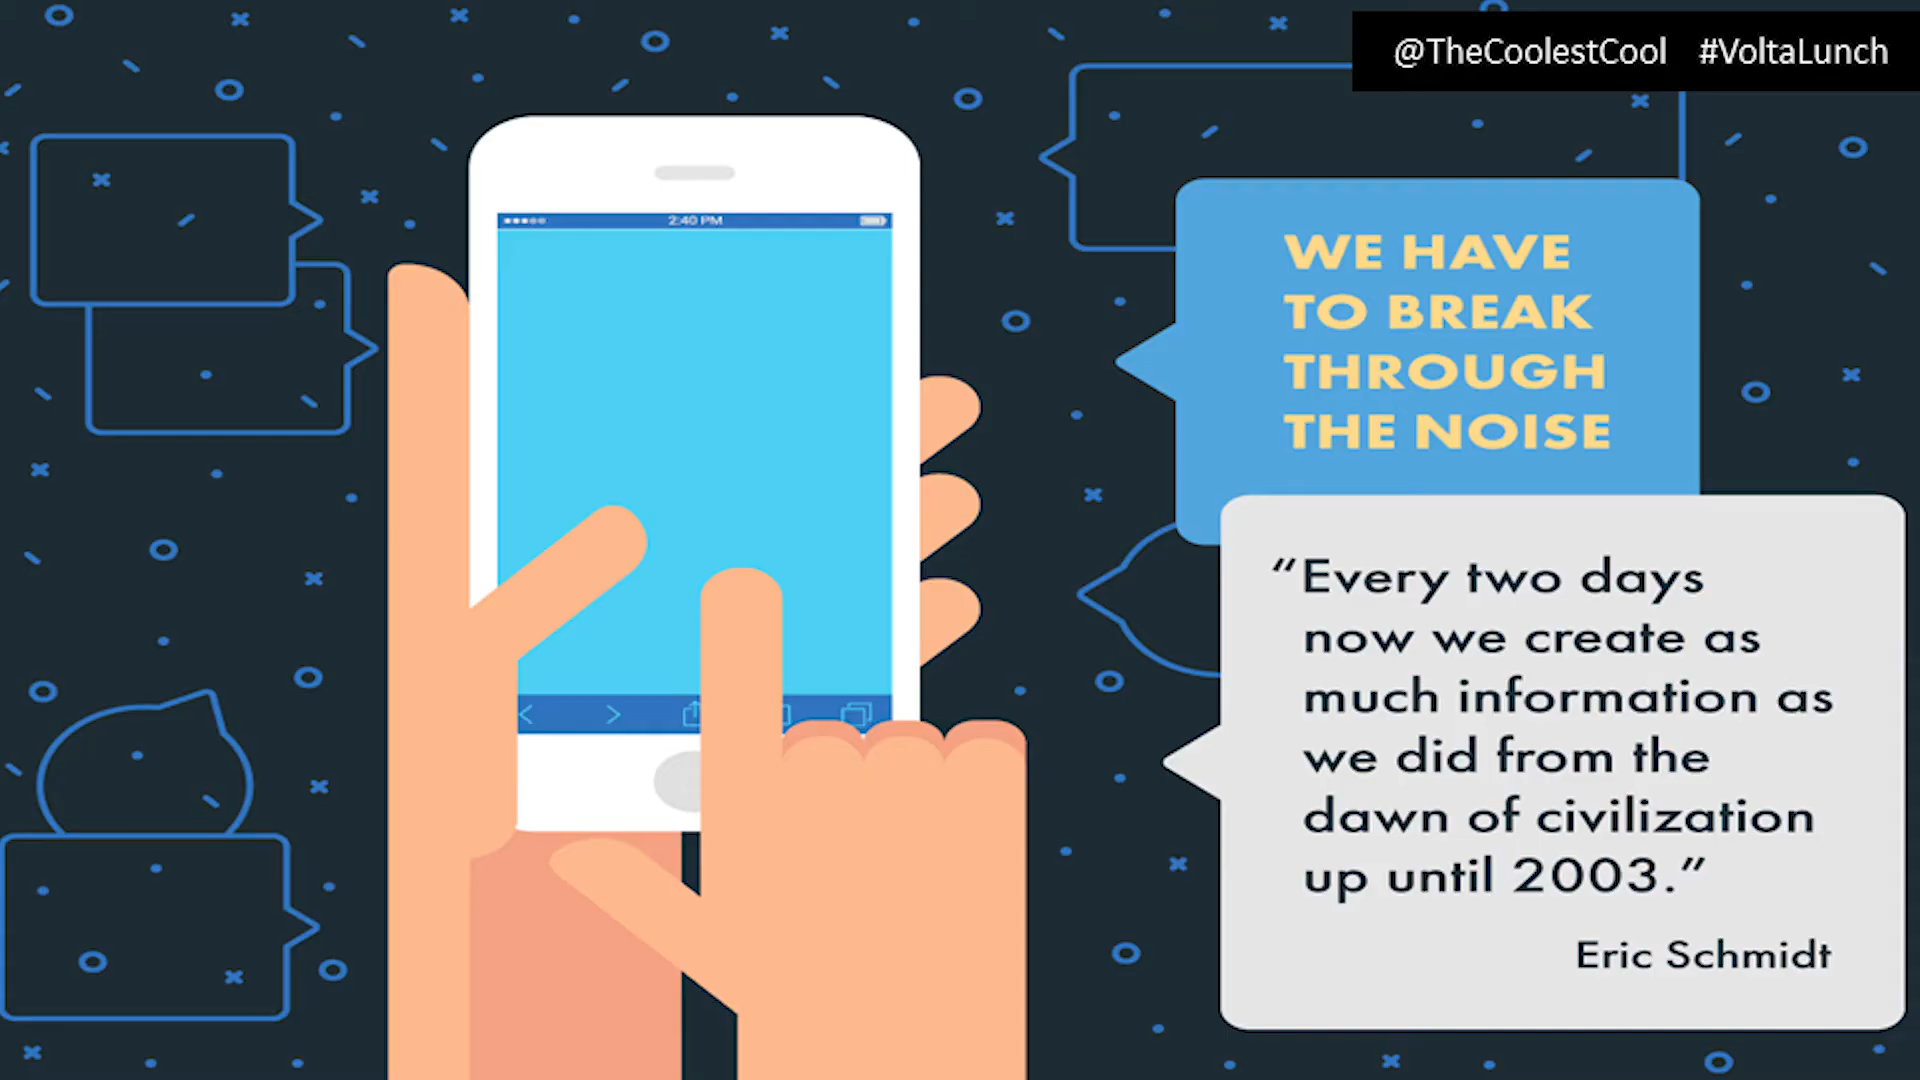 @TheCoolestCool #VoltaLunch
2:40 PM
WE HAVE
TO BREAK
THROUGH
THE NOISE
“Every two days
now we create as
much information as
we did from the
dawn of civilization
up until 2003.”
Eric Schmidt